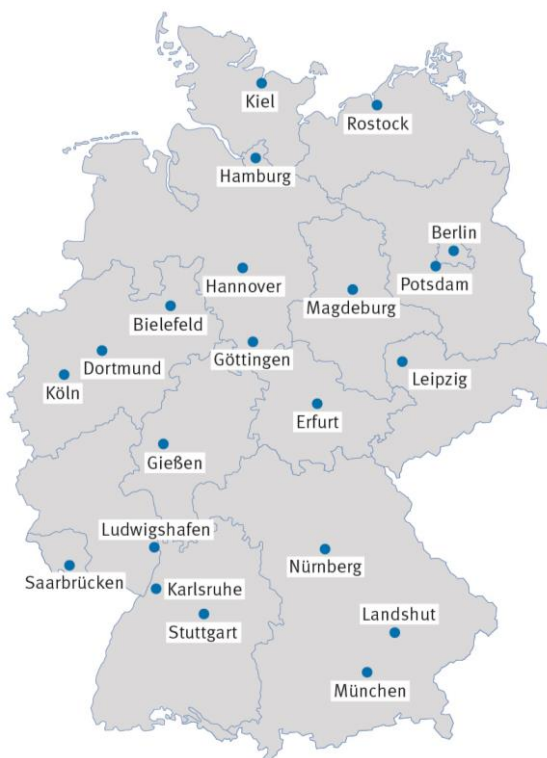 Kiel
Rostock
Hamburg
Berlin
Hannover
Potsdam
Magdeburg
Bielefeld
Göttingen
Dortmund
Leipzig
Köln
Erfurt
Gießen
Ludwigshafen
Nürnberg
Saarbrücken
Karlsruhe
Landshut
Stuttgart
München